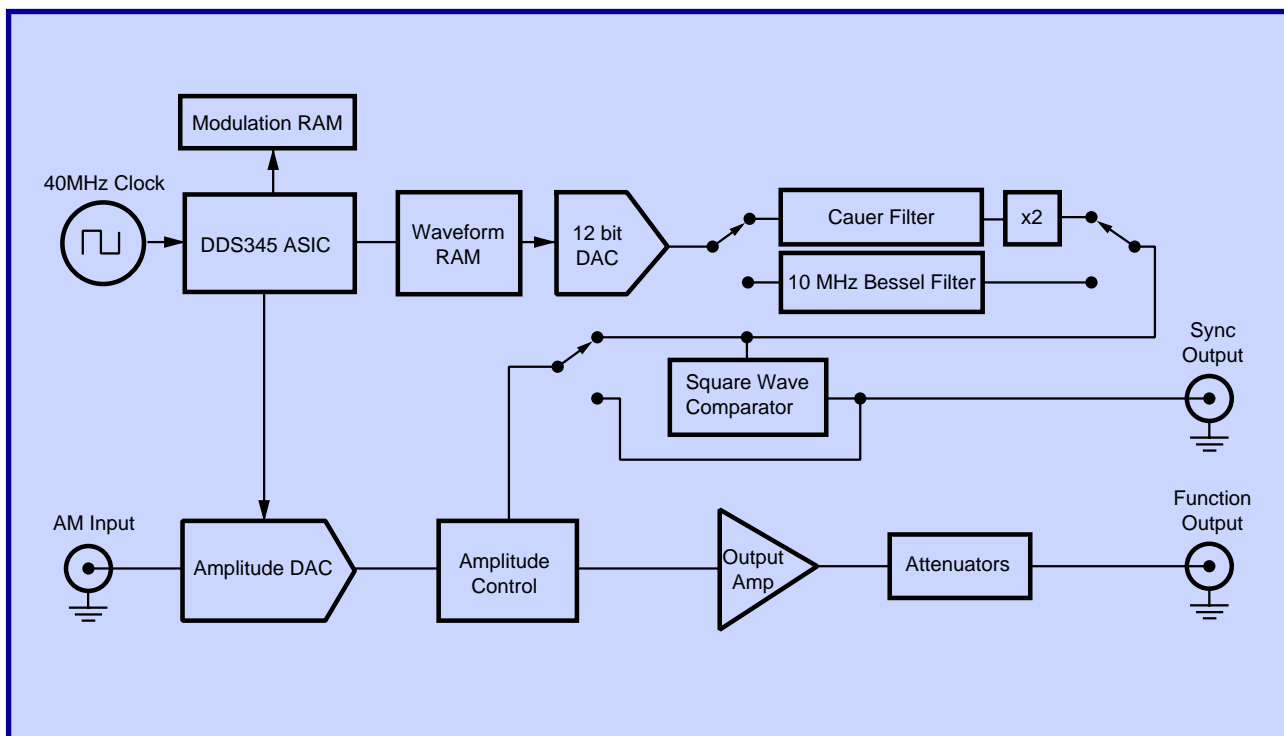 Modulation RAM
40MHz Clock
DDS345 ASIC
Waveform
RAM
12 bit
DAC
Cauer Filter
x2
10 MHz Bessel Filter
Sync
Output
Square Wave
Comparator
AM Input
Amplitude DAC
Amplitude
Control
Output
Amp
Attenuators
Function
Output